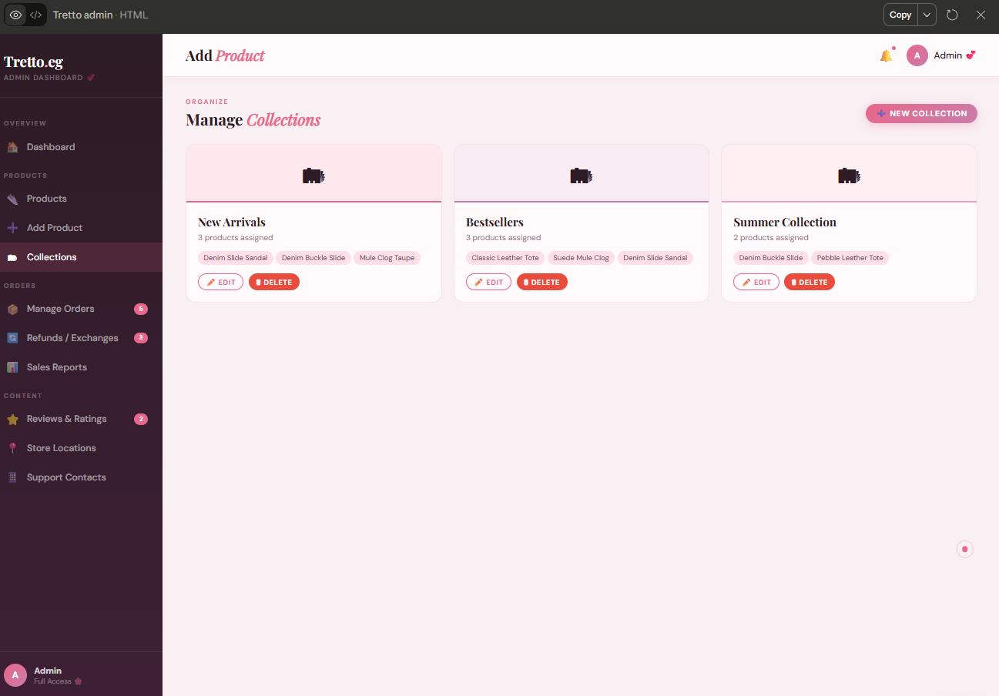 Tretto admin · HTML
Copy
Tretto.eg
ADMIN DASHBOARD
OVERVIEW
Dashboard
PRODUCTS
Products
Add Product
Collections
ORDERS
Manage Orders 5
Refunds / Exchanges 3
Sales Reports
CONTENT
Reviews & Ratings 2
Store Locations
Support Contacts
A Admin
Full Access
Add Product
A Admin
ORGANIZE
Manage Collections
NEW COLLECTION
New Arrivals
3 products assigned
Denim Slide Sandal Denim Buckle Slide Mule Clog Taupe
EDIT DELETE
Bestsellers
3 products assigned
Classic Leather Tote Suede Mule Clog Denim Slide Sandal
EDIT DELETE
Summer Collection
2 products assigned
Denim Buckle Slide Pebble Leather Tote
EDIT DELETE